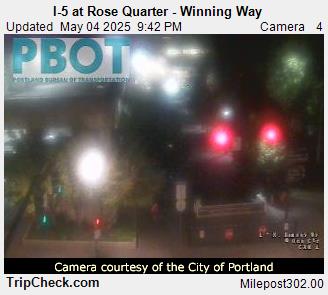 I-5 at Rose Quarter - Winning Way
Updated May 04 2025 9:42 PM Camera 4
PBOT
PORTLAND BUREAU OF TRANSPORTATION
Camera courtesy of the City of Portland
TripCheck.com Milepost302.00